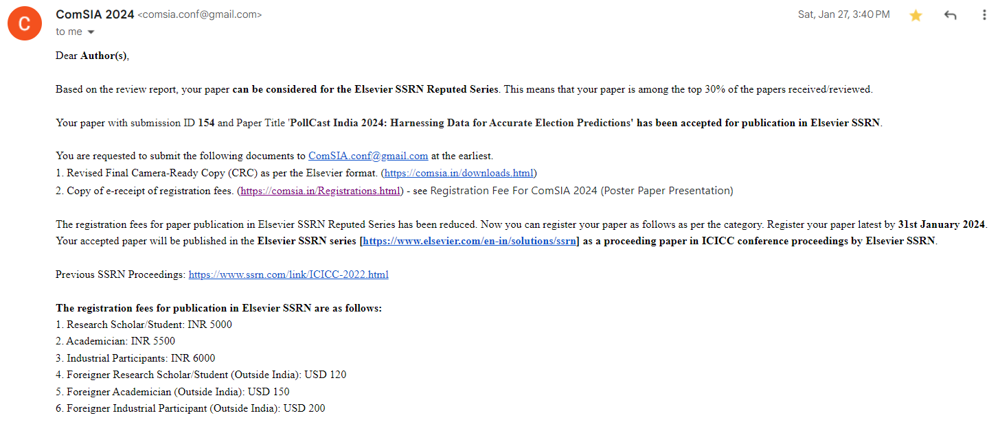 C
ComSIA 2024 <comsia.conf@gmail.com>
Sat, Jan 27, 3:40 PM
to me
Dear Author(s),
Based on the review report, your paper can be considered for the Elsevier SSRN Reputed Series. This means that your paper is among the top 30% of the papers received/reviewed.
Your paper with submission ID 154 and Paper Title 'PollCast India 2024: Harnessing Data for Accurate Election Predictions' has been accepted for publication in Elsevier SSRN.
You are requested to submit the following documents to ComSIA.conf@gmail.com at the earliest.
1. Revised Final Camera-Ready Copy (CRC) as per the Elsevier format. (https://comsia.in/downloads.html)
2. Copy of e-receipt of registration fees. (https://comsia.in/Registrations.html) - see Registration Fee For ComSIA 2024 (Poster Paper Presentation)
The registration fees for paper publication in Elsevier SSRN Reputed Series has been reduced. Now you can register your paper as follows as per the category. Register your paper latest by 31st January 2024.
Your accepted paper will be published in the Elsevier SSRN series [https://www.elsevier.com/en-in/solutions/ssrn] as a proceeding paper in ICICC conference proceedings by Elsevier SSRN.
Previous SSRN Proceedings: https://www.ssrn.com/link/ICICC-2022.html
The registration fees for publication in Elsevier SSRN are as follows:
1. Research Scholar/Student: INR 5000
2. Academician: INR 5500
3. Industrial Participants: INR 6000
4. Foreigner Research Scholar/Student (Outside India): USD 120
5. Foreigner Academician (Outside India): USD 150
6. Foreigner Industrial Participant (Outside India): USD 200